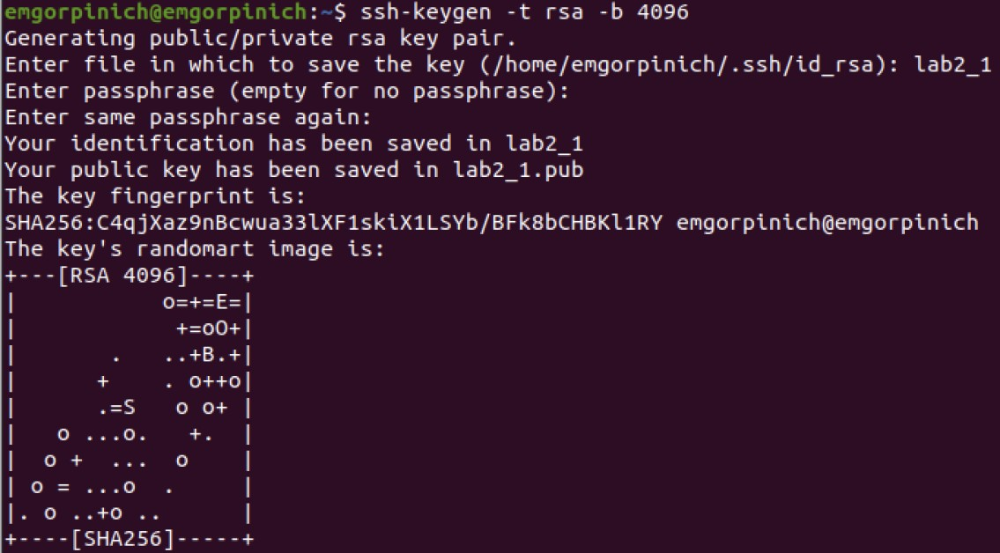 emgorpinich@emgorpinich:~$ ssh-keygen -t rsa -b 4096
Generating public/private rsa key pair.
Enter file in which to save the key (/home/emgorpinich/.ssh/id_rsa): lab2_1
Enter passphrase (empty for no passphrase):
Enter same passphrase again:
Your identification has been saved in lab2_1
Your public key has been saved in lab2_1.pub
The key fingerprint is:
SHA256:C4qjXaz9nBcwua33lXF1skiX1LSYb/BFk8bCHBKl1RY emgorpinich@emgorpinich
The key's randomart image is:
+---[RSA 4096]----+
|            o=+=E=|
|             +=oO+|
|        .   ..+B.+|
|       +    . o++o|
|       .=S   o o+ |
|    o ...o.   +.  |
|   o +  ...  o    |
|  o = ...o  .     |
|. o ..+o ..      |
+----[SHA256]-----+